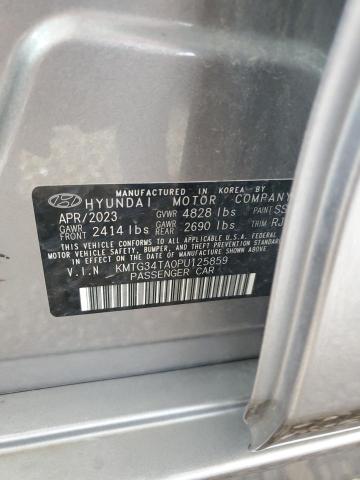 MANUFACTURED IN KOREA BY
HYUNDAI MOTOR COMPANY
APR/2023 GVWR 4828 lbs PAINT SS
GAWR FRONT 2414 lbs GAWR REAR 2690 lbs TRIM RJ
THIS VEHICLE CONFORMS TO ALL APPLICABLE U.S.A. FEDERAL
MOTOR VEHICLE SAFETY, BUMPER, AND THEFT PREVENTION STANDARDS
IN EFFECT ON THE DATE OF MANUFACTURE SHOWN ABOVE.
V.I.N KMTG34TA0PU125859
PASSENGER CAR